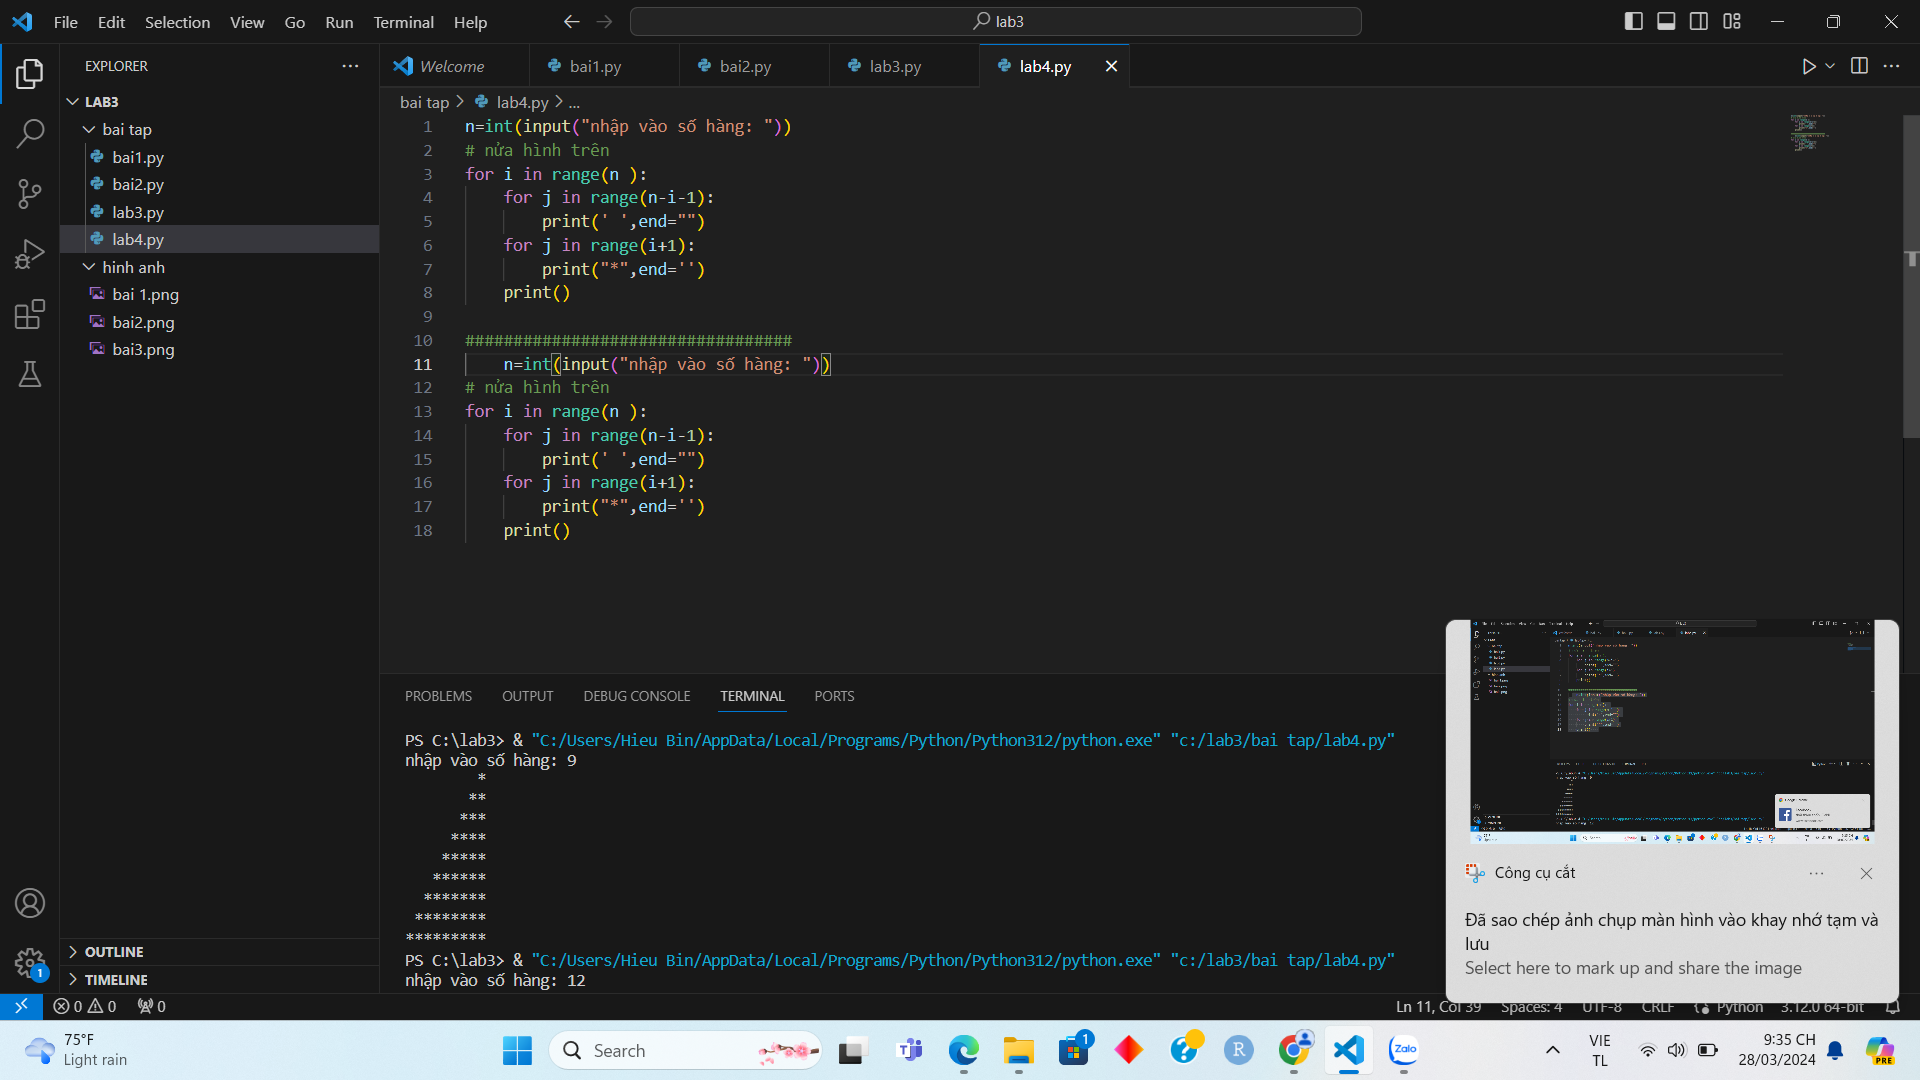 File Edit Selection View Go Run Terminal Help
lab3
EXPLORER
LAB3
bai tap
bai1.py
bai2.py
lab3.py
lab4.py
hinh anh
bai 1.png
bai2.png
bai3.png
OUTLINE
TIMELINE
Welcome bai1.py bai2.py lab3.py lab4.py
bai tap > lab4.py > ...
1 n=int(input("nhập vào số hàng: "))
2 # nửa hình trên
3 for i in range(n ):
4 for j in range(n-i-1):
5 print(' ',end="")
6 for j in range(i+1):
7 print("*",end='')
8 print()
9
10 ##################################
11 n=int(input("nhập vào số hàng: "))
12 # nửa hình trên
13 for i in range(n ):
14 for j in range(n-i-1):
15 print(' ',end="")
16 for j in range(i+1):
17 print("*",end='')
18 print()
PROBLEMS OUTPUT DEBUG CONSOLE TERMINAL PORTS
PS C:\lab3> & "C:/Users/Hieu Bin/AppData/Local/Programs/Python/Python312/python.exe" "c:/lab3/bai tap/lab4.py"
nhập vào số hàng: 9
*
**
***
****
*****
******
*******
********
*********
PS C:\lab3> & "C:/Users/Hieu Bin/AppData/Local/Programs/Python/Python312/python.exe" "c:/lab3/bai tap/lab4.py"
nhập vào số hàng: 12
Công cụ cắt
Đã sao chép ảnh chụp màn hình vào khay nhớ tạm và
lưu
Select here to mark up and share the image
0 0 0
Ln 11, Col 39 Spaces: 4 UTF-8 CRLF Python 3.12.0 64-bit
1
75°F
Light rain
Search
1
R
Zalo
VIE
TL
9:35 CH
28/03/2024
PRE